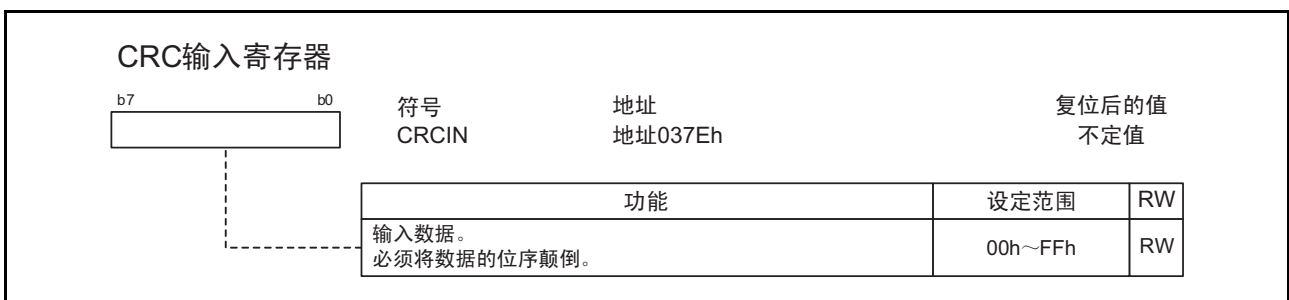 CRC输入寄存器
b7 b0 符号 地址 复位后的值
CRCIN 地址037Eh 不定值
功能 设定范围 RW
输入数据。
必须将数据的位序颠倒。 00h～FFh RW